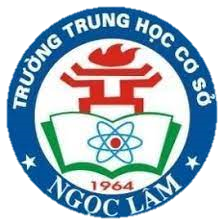 TRƯỜNG TRUNG HỌC CƠ SỞ
1964
NGỌC LÂM